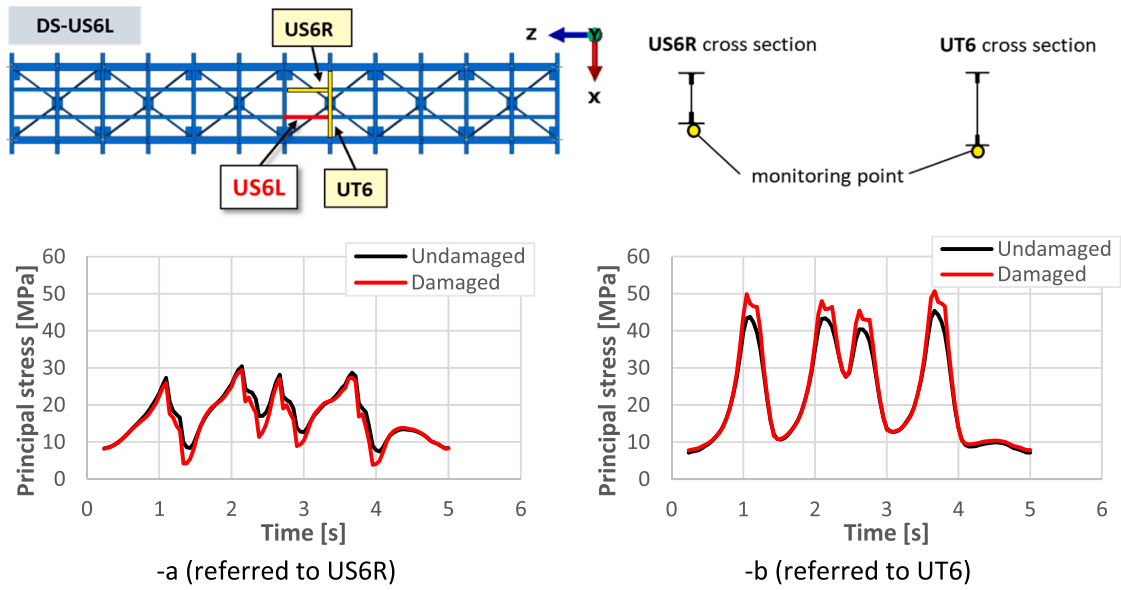 DS-US6L
US6R
Z
Y
X
US6L
UT6
US6R cross section
UT6 cross section
monitoring point
Principal stress [MPa]
60
50
40
30
20
10
0
0 1 2 3 4 5 6
Time [s]
Undamaged
Damaged
-a (referred to US6R)
Principal stress [MPa]
60
50
40
30
20
10
0
0 1 2 3 4 5 6
Time [s]
Undamaged
Damaged
-b (referred to UT6)